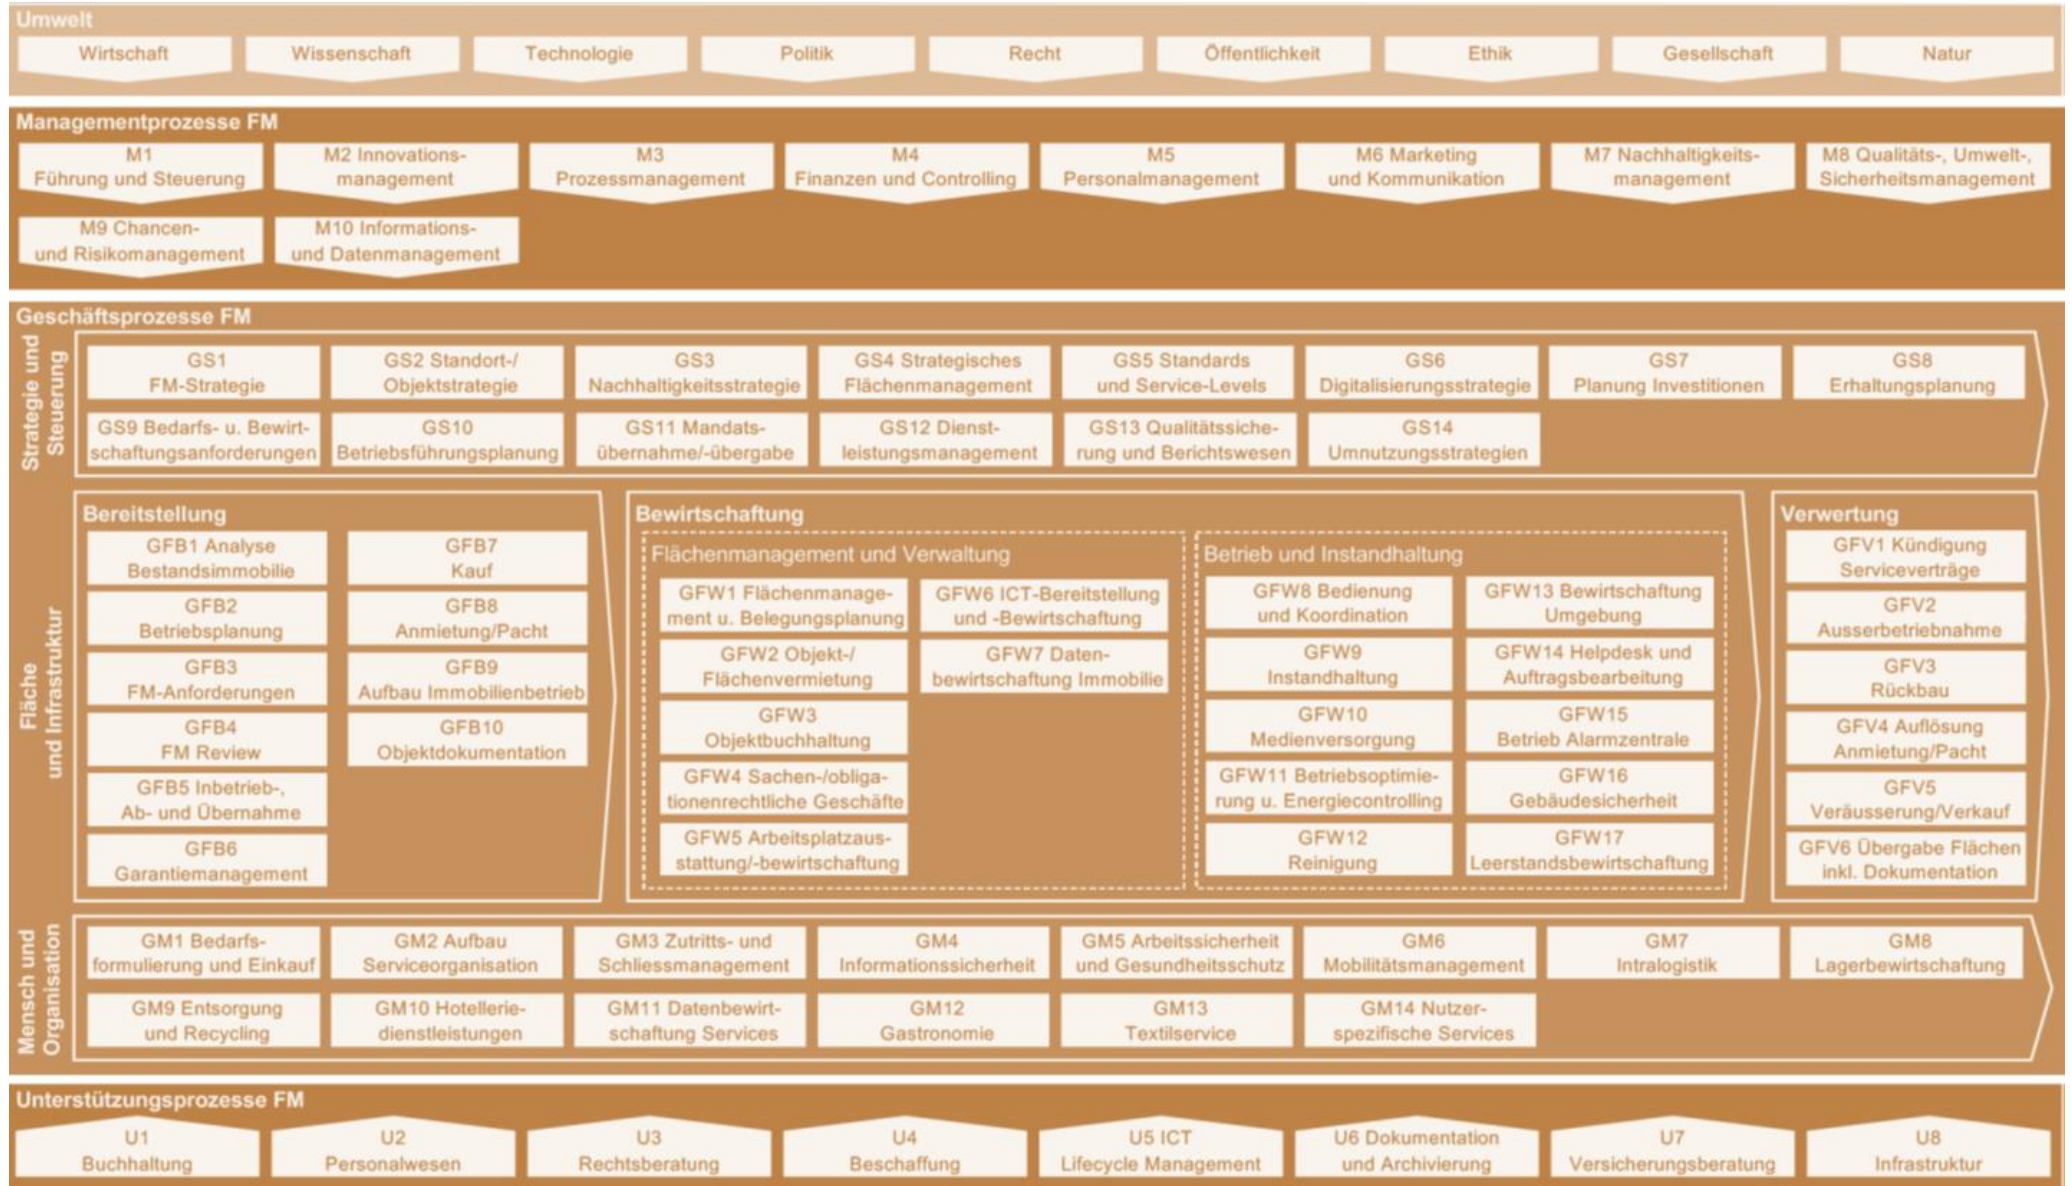 Umwelt
Wirtschaft
Wissenschaft
Technologie
Politik
Recht
Öffentlichkeit
Ethik
Gesellschaft
Natur
Managementprozesse FM
M1
Führung und Steuerung
M2 Innovations-
management
M3
Prozessmanagement
M4
Finanzen und Controlling
M5
Personalmanagement
M6 Marketing
und Kommunikation
M7 Nachhaltigkeits-
management
M8 Qualitäts-, Umwelt-,
Sicherheitsmanagement
M9 Chancen-
und Risikomanagement
M10 Informations-
und Datenmanagement
Geschäftsprozesse FM
Strategie und
Steuerung
GS1
FM-Strategie
GS2 Standort-/
Objektstrategie
GS3
Nachhaltigkeitsstrategie
GS4 Strategisches
Flächenmanagement
GS5 Standards
und Service-Levels
GS6
Digitalisierungsstrategie
GS7
Planung Investitionen
GS8
Erhaltungsplanung
GS9 Bedarfs- u. Bewirt-
schaftungsanforderungen
GS10
Betriebsführungsplanung
GS11 Mandats-
übernahme/-übergabe
GS12 Dienst-
leistungsmanagement
GS13 Qualitätssiche-
rung und Berichtswesen
GS14
Umnutzungsstrategien
Fläche
und Infrastruktur
Bereitstellung
GFB1 Analyse
Bestandsimmobilie
GFB2
Betriebsplanung
GFB3
FM-Anforderungen
GFB4
FM Review
GFB5 Inbetrieb-,
Ab- und Übernahme
GFB6
Garantiemanagement
GFB7
Kauf
GFB8
Anmietung/Pacht
GFB9
Aufbau Immobilienbetrieb
GFB10
Objektdokumentation
Bewirtschaftung
Flächenmanagement und Verwaltung
GFW1 Flächenmanage-
ment u. Belegungsplanung
GFW2 Objekt-/
Flächenvermietung
GFW3
Objektbuchhaltung
GFW4 Sachen-/obliga-
tionenrechtliche Geschäfte
GFW5 Arbeitsplatzaus-
stattung/-bewirtschaftung
GFW6 ICT-Bereitstellung
und -Bewirtschaftung
GFW7 Daten-
bewirtschaftung Immobilie
Betrieb und Instandhaltung
GFW8 Bedienung
und Koordination
GFW9
Instandhaltung
GFW10
Medienversorgung
GFW11 Betriebsoptimie-
rung u. Energiecontrolling
GFW12
Reinigung
GFW13 Bewirtschaftung
Umgebung
GFW14 Helpdesk und
Auftragsbearbeitung
GFW15
Betrieb Alarmzentrale
GFW16
Gebäudesicherheit
GFW17
Leerstandsbewirtschaftung
Verwertung
GFV1 Kündigung
Serviceverträge
GFV2
Ausserbetriebnahme
GFV3
Rückbau
GFV4 Auflösung
Anmietung/Pacht
GFV5
Veräusserung/Verkauf
GFV6 Übergabe Flächen
inkl. Dokumentation
Mensch und
Organisation
GM1 Bedarfs-
formulierung und Einkauf
GM2 Aufbau
Serviceorganisation
GM3 Zutritts- und
Schliessmanagement
GM4
Informationssicherheit
GM5 Arbeitssicherheit
und Gesundheitsschutz
GM6
Mobilitätsmanagement
GM7
Intralogistik
GM8
Lagerbewirtschaftung
GM9 Entsorgung
und Recycling
GM10 Hotellerie-
dienstleistungen
GM11 Datenbewirt-
schaftung Services
GM12
Gastronomie
GM13
Textilservice
GM14 Nutzer-
spezifische Services
Unterstützungsprozesse FM
U1
Buchhaltung
U2
Personalwesen
U3
Rechtsberatung
U4
Beschaffung
U5 ICT
Lifecycle Management
U6 Dokumentation
und Archivierung
U7
Versicherungsberatung
U8
Infrastruktur